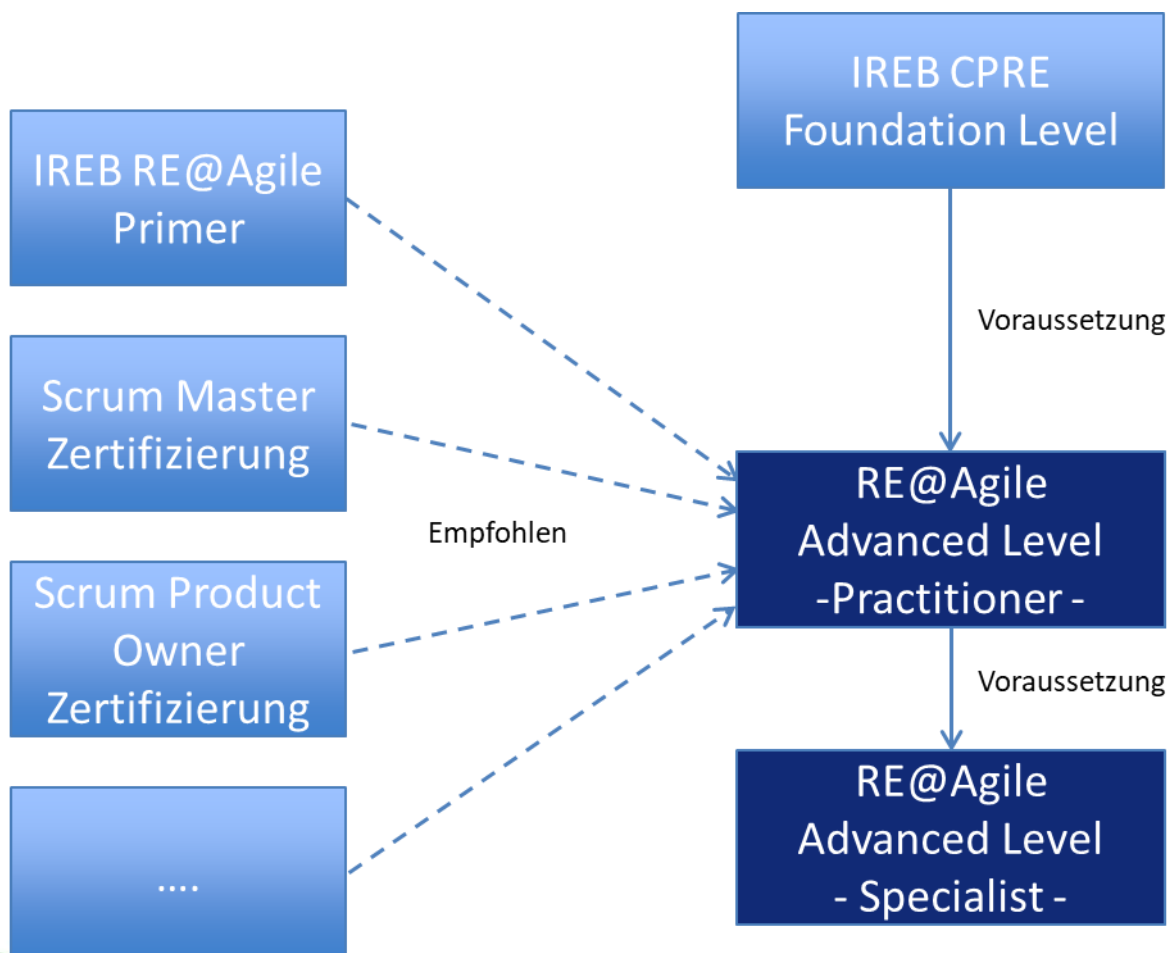 IREB CPRE
Foundation Level
IREB RE@Agile
Primer
Voraussetzung
Scrum Master
Zertifizierung
Empfohlen
RE@Agile
Advanced Level
-Practitioner -
Scrum Product
Owner
Zertifizierung
Voraussetzung
RE@Agile
Advanced Level
- Specialist -
....